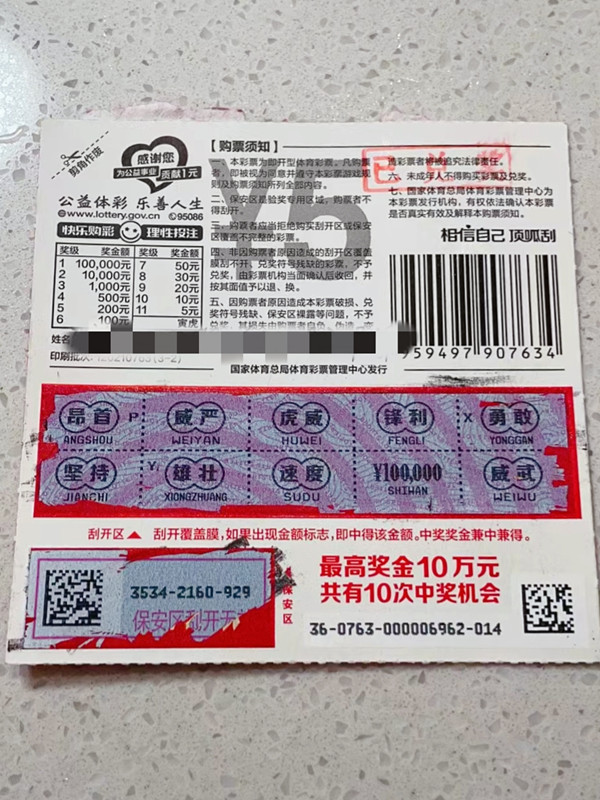 剪角作废
感谢您
为公益事业贡献1元
公益体彩 乐善人生
www.lottery.gov.cn ©95086
快乐购彩 理性投注
奖级 奖金额 奖级 奖金额
1 100,000元 7 50元
2 10,000元 8 30元
3 1,000元 9 20元
4 500元 10 10元
5 200元 11 5元
6 100元 寅虎
姓名
印刷批次:
【购票须知】
¥5
一、本彩票为即开型体育彩票，凡购票
者，即被视为同意并遵守本彩票游戏规
则及购票须知所列全部内容。
二、保安区是验奖专用区域，购票者不
得刮开。
三、购票者应当拒绝购买刮开区或保安
区覆盖不完整的彩票。
四、非因购票者原因造成的刮开区覆盖
膜刮不开、兑奖符号残缺的彩票，不予
兑奖，由彩票机构当面确认后收回，并
按其面值予以退、换。
五、因购票者原因造成本彩票破损、兑
奖符号残缺、保安区裸露等问题，不予
兑奖，其损失由购票者自负。伪造、变
造彩票者将被追究法律责任。
六、未成年人不得购买彩票及兑奖。
七、国家体育总局体育彩票管理中心为
本彩票发行机构，有权依法确认本彩票
是否真实有效及解释本购票须知。
已兑奖
相信自己 顶呱刮
59497 907634
国家体育总局体育彩票管理中心发行
昂首 P 威严 虎威 锋利 X 勇敢
ANGSHOU WEIYAN HUWEI FENGLI YONGGAN
坚持 Y 雄壮 速度 ¥100,000 威武
JIANCHI XIONGZHUANG SUDU SHIWAN WEIWU
刮开区 刮开覆盖膜，如果出现金额标志，即中得该金额。中奖奖金兼中兼得。
3534-2160-929
保安区刮开无
保安区
最高奖金10万元
共有10次中奖机会
36-0763-000006962-014